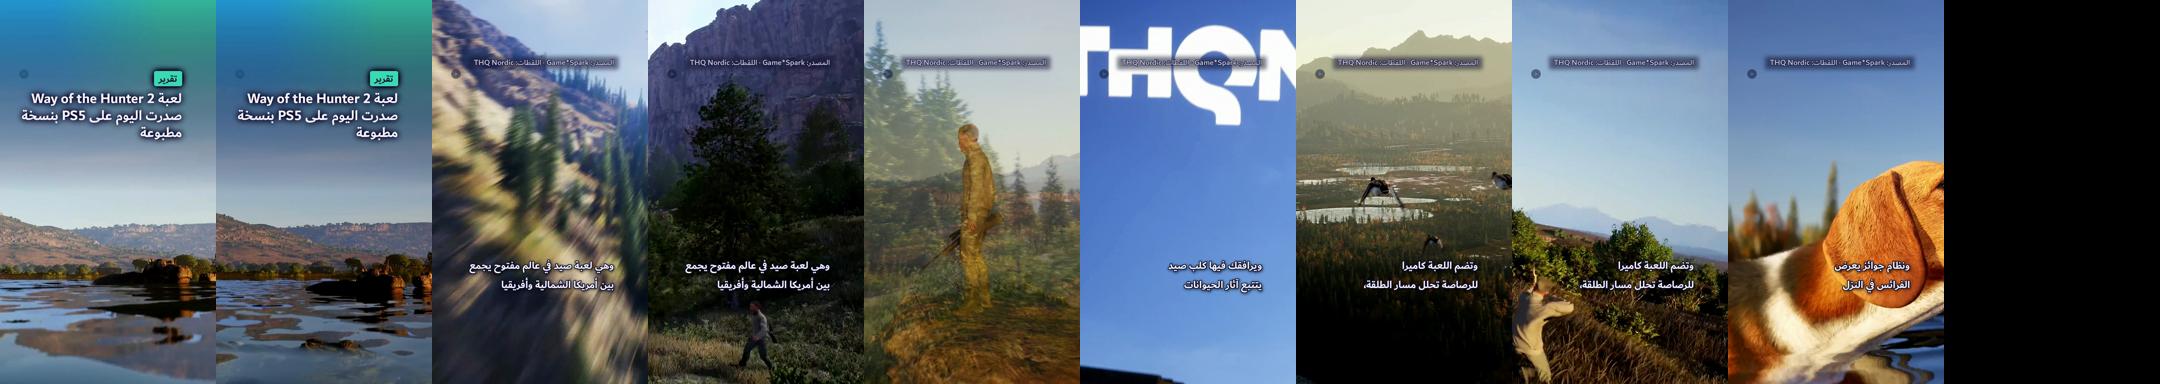 تقرير
لعبة Way of the Hunter 2
صدرت اليوم على PS5 بنسخة
مطبوعة
تقرير
لعبة Way of the Hunter 2
صدرت اليوم على PS5 بنسخة
مطبوعة
المصدر: Game*Spark · اللقطات: THQ Nordic
وهي لعبة صيد في عالم مفتوح يجمع
بين أمريكا الشمالية وأفريقيا
المصدر: Game*Spark · اللقطات: THQ Nordic
وهي لعبة صيد في عالم مفتوح يجمع
بين أمريكا الشمالية وأفريقيا
المصدر: Game*Spark · اللقطات: THQ Nordic
THQN
المصدر: Game*Spark · اللقطات: THQ Nordic
ويرافقك فيها كلب صيد
يتتبع آثار الحيوانات
المصدر: Game*Spark · اللقطات: THQ Nordic
وتضم اللعبة كاميرا
للرصاصة تحلل مسار الطلقة،
المصدر: Game*Spark · اللقطات: THQ Nordic
وتضم اللعبة كاميرا
للرصاصة تحلل مسار الطلقة،
المصدر: Game*Spark · اللقطات: THQ Nordic
ونظام جوائز يعرض
الفرائس في النزل